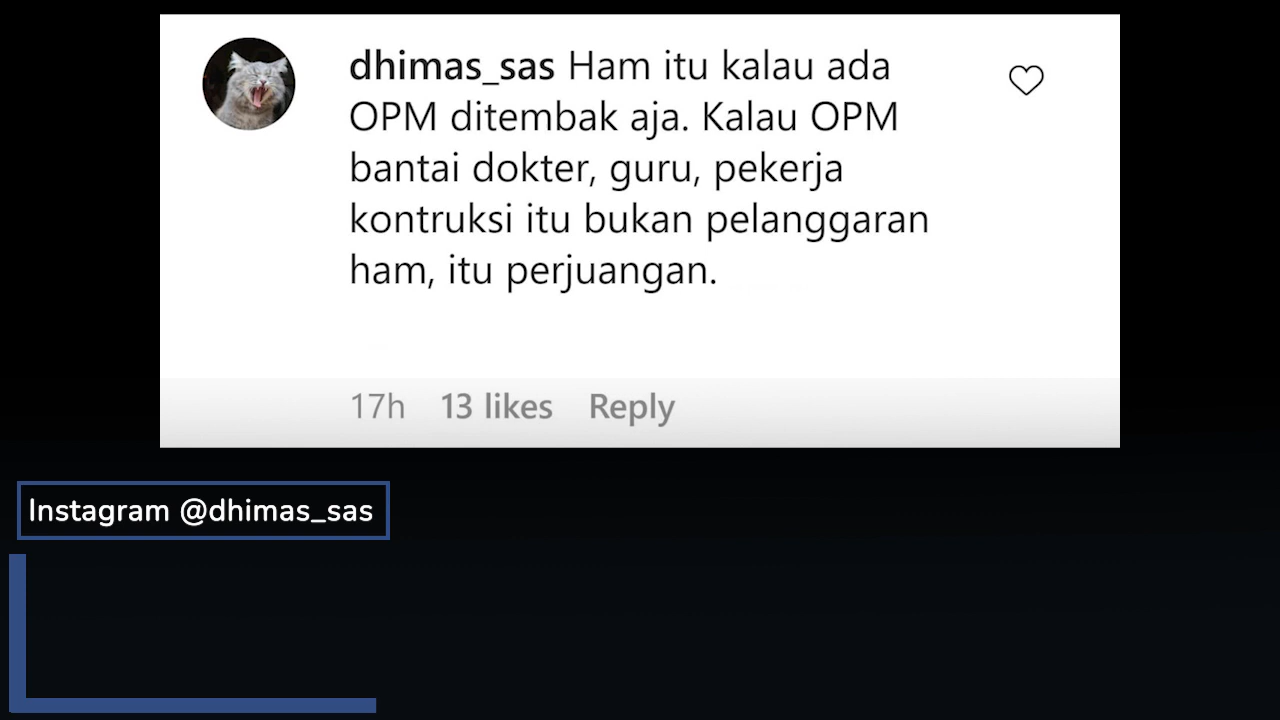 dhimas_sas Ham itu kalau ada
OPM ditembak aja. Kalau OPM
bantai dokter, guru, pekerja
kontruksi itu bukan pelanggaran
ham, itu perjuangan.
17h 13 likes Reply
Instagram @dhimas_sas